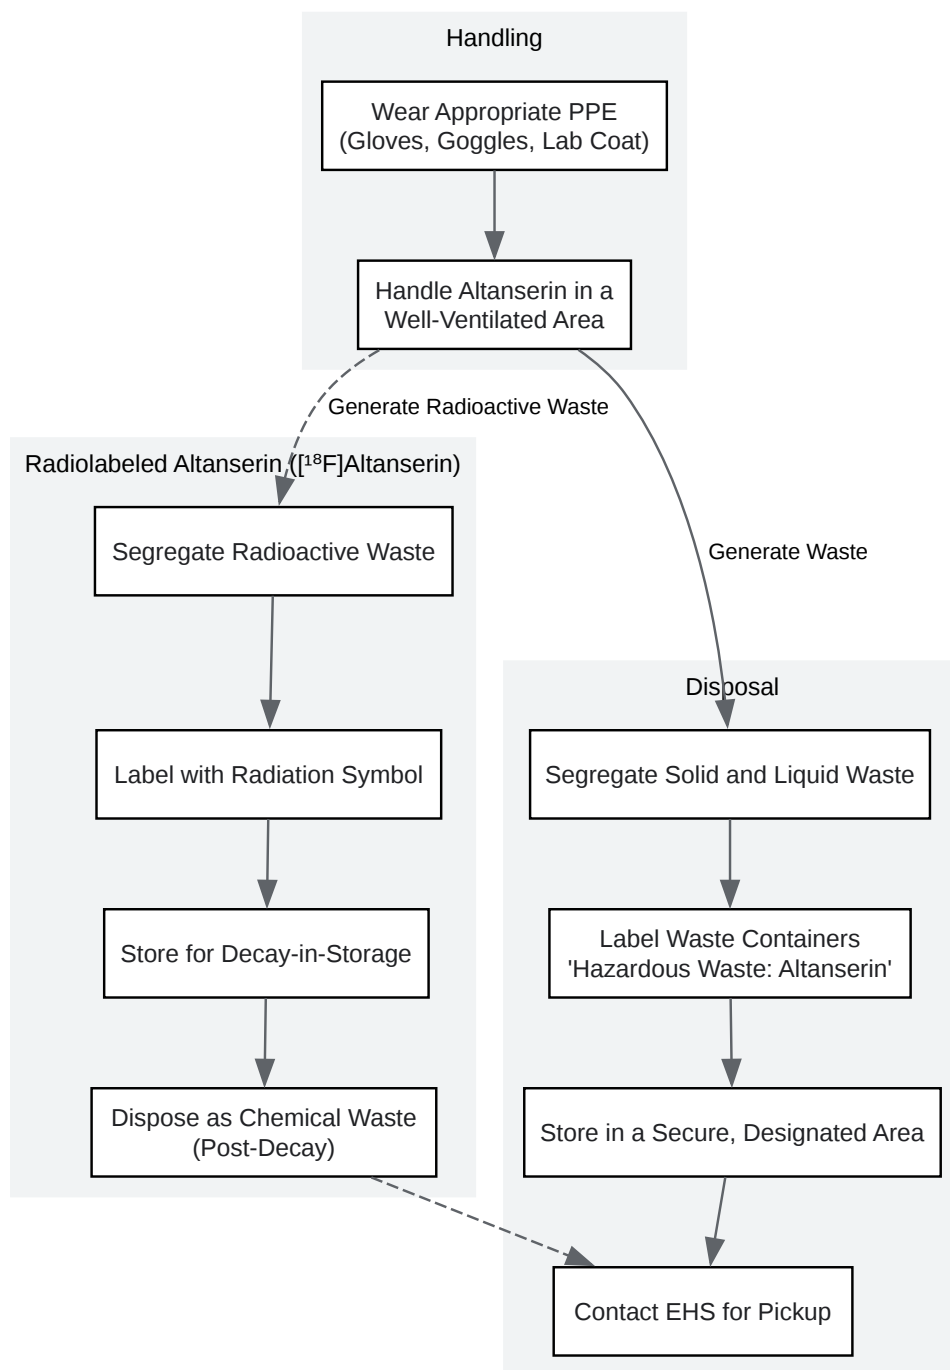 Handling
Wear Appropriate PPE
(Gloves, Goggles, Lab Coat)
Handle Altanserin in a
Well-Ventilated Area
Generate Radioactive Waste
Radiolabeled Altanserin ([¹⁸F]Altanserin)
Segregate Radioactive Waste
Label with Radiation Symbol
Store for Decay-in-Storage
Dispose as Chemical Waste
(Post-Decay)
Generate Waste
Disposal
Segregate Solid and Liquid Waste
Label Waste Containers
'Hazardous Waste: Altanserin'
Store in a Secure, Designated Area
Contact EHS for Pickup